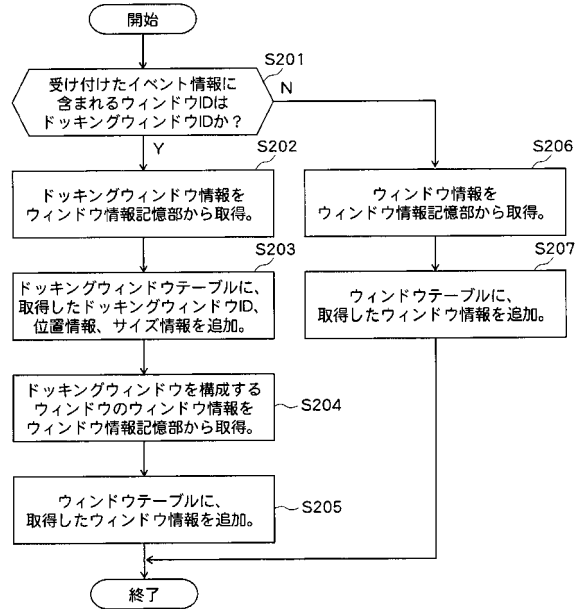 開始
S201
受け付けたイベント情報に
含まれるウィンドウIDは
ドッキングウィンドウIDか？
N
Y
S202
ドッキングウィンドウ情報を
ウィンドウ情報記憶部から取得。
S203
ドッキングウィンドウテーブルに、
取得したドッキングウィンドウID、
位置情報、サイズ情報を追加。
ドッキングウィンドウを構成する
ウィンドウのウィンドウ情報を
ウィンドウ情報記憶部から取得。
S204
ウィンドウテーブルに、
取得したウィンドウ情報を追加。
S205
S206
ウィンドウ情報を
ウィンドウ情報記憶部から取得。
S207
ウィンドウテーブルに、
取得したウィンドウ情報を追加。
終了